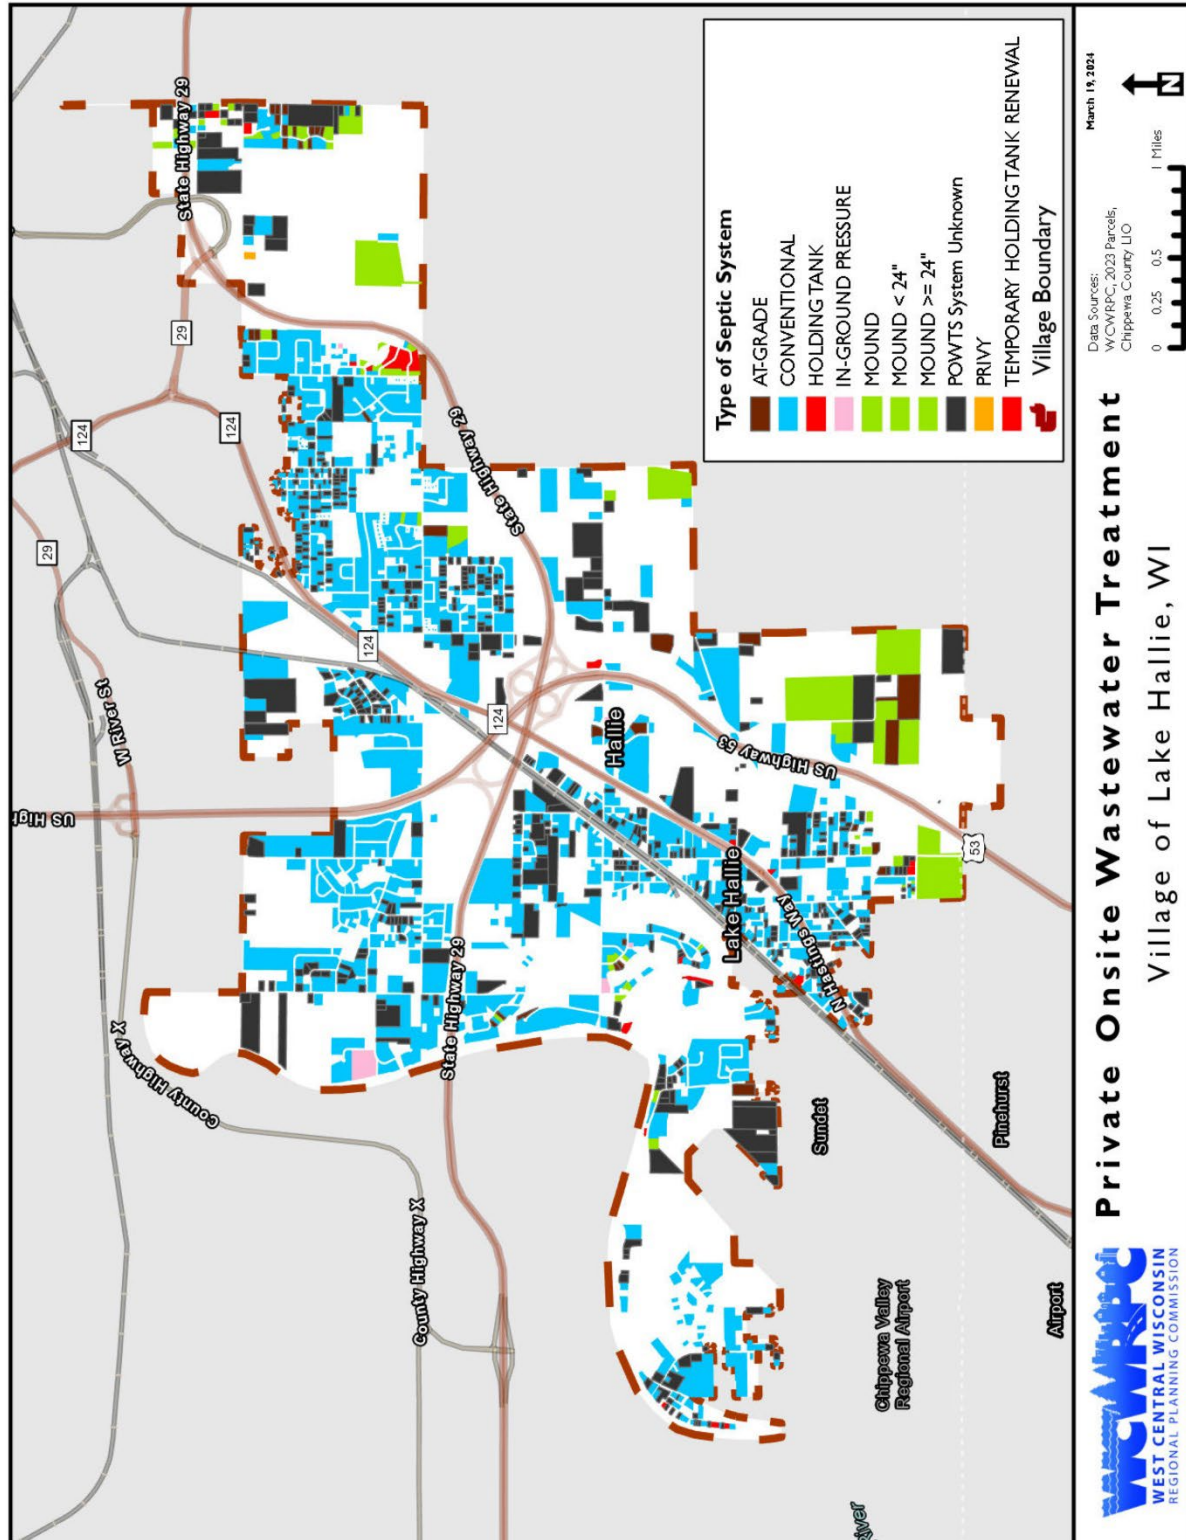 Private Onsite Wastewater Treatment
Village of Lake Hallie, WI
WCWRPC
WEST CENTRAL WISCONSIN
REGIONAL PLANNING COMMISSION
Data Sources:
WCWRPC, 2023 Parcels,
Chippewa County LIO
March 19, 2024
N
0 0.25 0.5 1 Miles
Type of Septic System
AT-GRADE
CONVENTIONAL
HOLDING TANK
IN-GROUND PRESSURE
MOUND
MOUND < 24"
MOUND >= 24"
POWTS System Unknown
PRIVY
TEMPORARY HOLDING TANK RENEWAL
Village Boundary
County Highway X
County Highway X
US High
W River St
29
124
29
124
State Highway 29
State Highway 29
124
State Highway 29
124
Hallie
US Highway 53
Lake Hallie
N Hastings Way
53
Sundet
Pinehurst
Chippewa Valley
Regional Airport
Airport
River